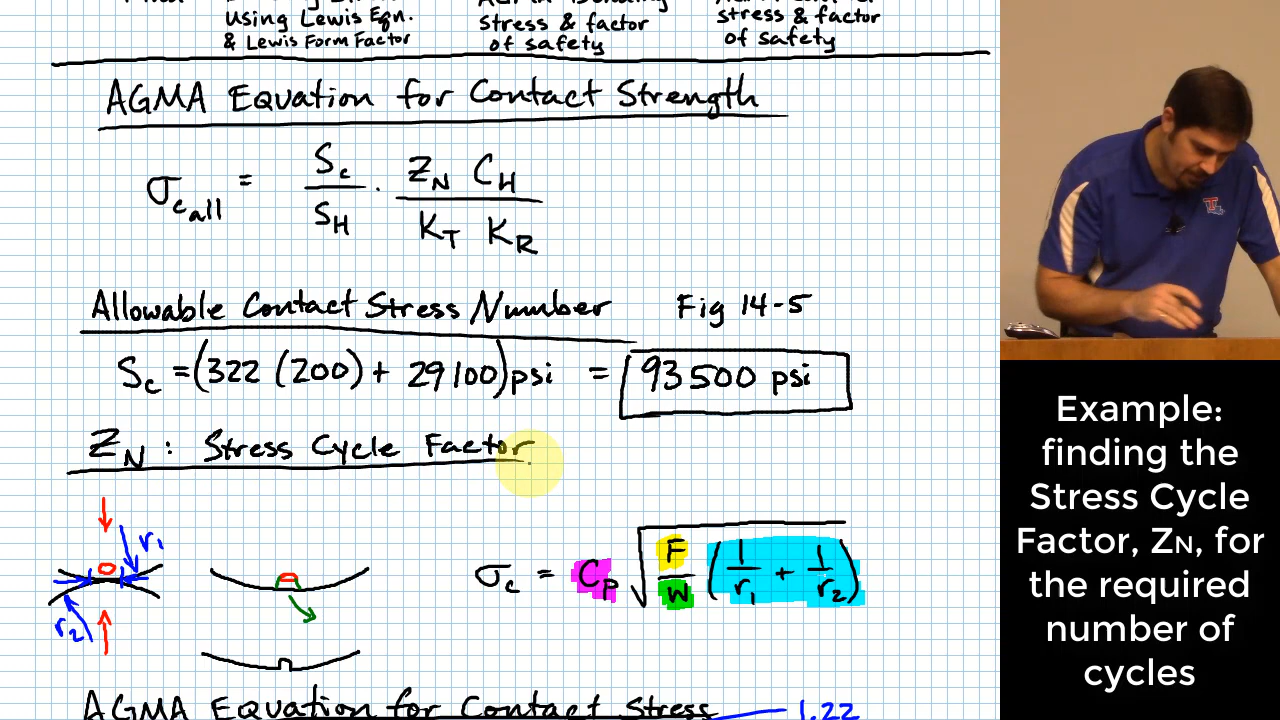 using Lewis Eqn.
& Lewis Form Factor
stress & factor
of safety
stress & factor
of safety
AGMA Equation for Contact Strength
σc all = Sc / SH · ZN CH / KT KR
Allowable Contact Stress Number Fig 14-5
Sc = (322 (200) + 29100) psi = 93500 psi
ZN : Stress Cycle Factor
r1
r2
σc = Cp √ F / W ( 1 / r1 + 1 / r2 )
AGMA Equation for Contact Stress 1.22
Example:
finding the
Stress Cycle
Factor, ZN, for
the required
number of
cycles